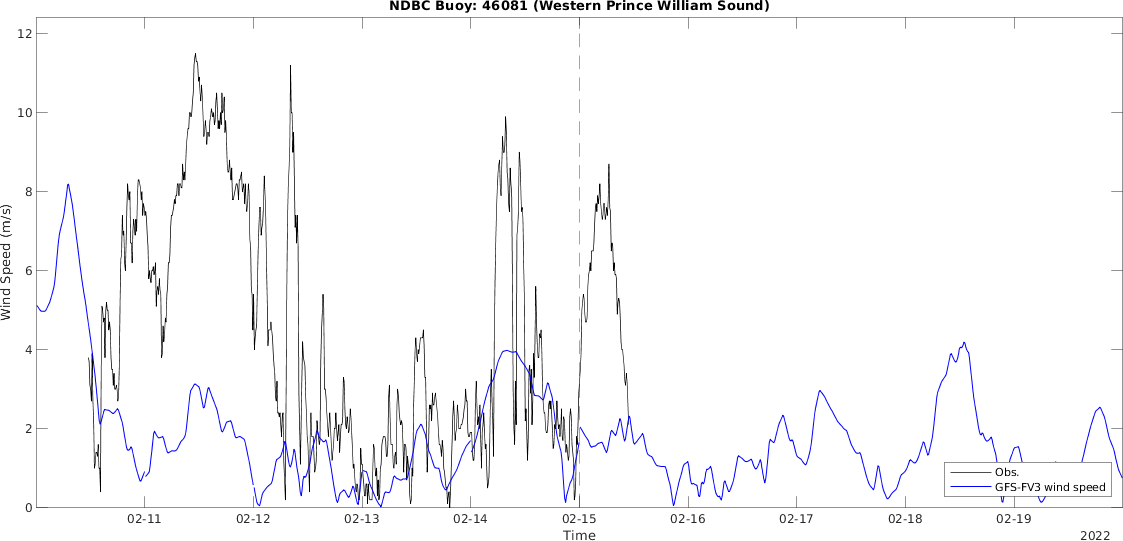 NDBC Buoy: 46081 (Western Prince William Sound)
12
10
8
6
4
2
0
Wind Speed (m/s)
Obs.
GFS-FV3 wind speed
02-11 02-12 02-13 02-14 02-15 02-16 02-17 02-18 02-19
Time
2022